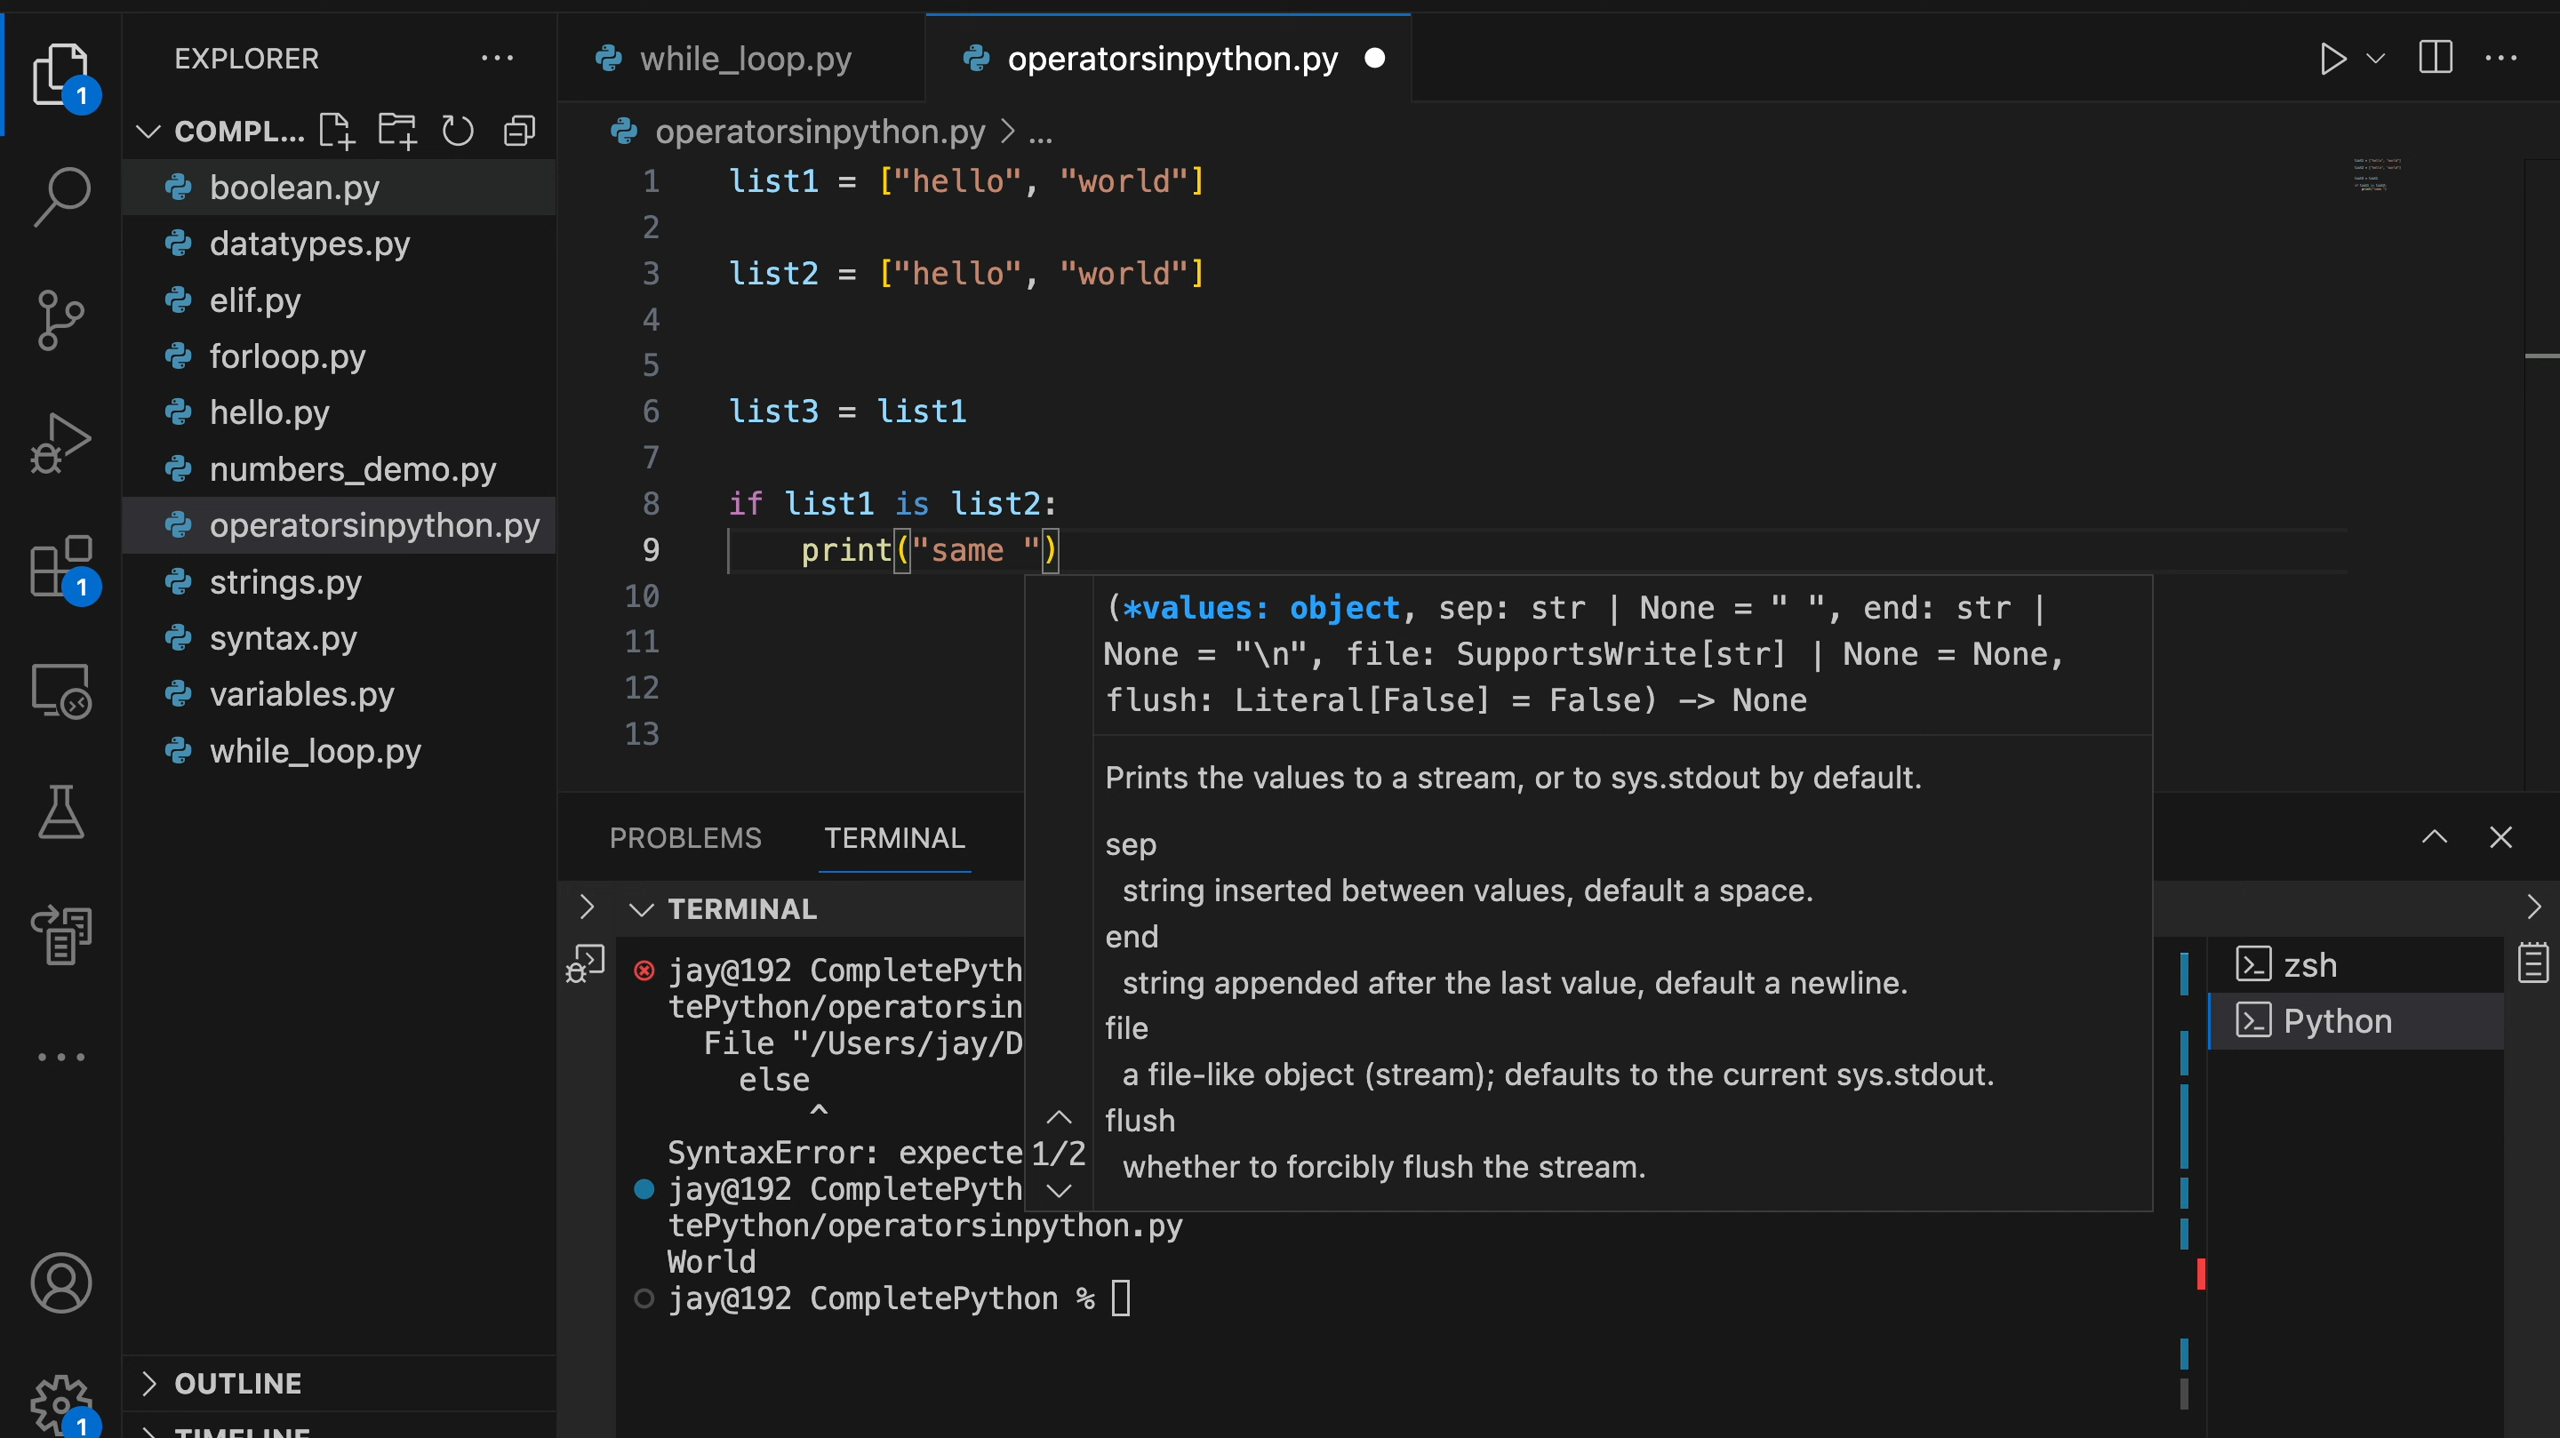 EXPLORER
COMPL...
boolean.py
datatypes.py
elif.py
forloop.py
hello.py
numbers_demo.py
operatorsinpython.py
strings.py
syntax.py
variables.py
while_loop.py
OUTLINE
TIMELINE
1
1
1
while_loop.py
operatorsinpython.py
operatorsinpython.py > ...
1 list1 = ["hello", "world"]
2
3 list2 = ["hello", "world"]
4
5
6 list3 = list1
7
8 if list1 is list2:
9 print("same ")
10
11
12
13
(*values: object, sep: str | None = " ", end: str |
None = "\n", file: SupportsWrite[str] | None = None,
flush: Literal[False] = False) -> None
Prints the values to a stream, or to sys.stdout by default.
sep
string inserted between values, default a space.
end
string appended after the last value, default a newline.
file
a file-like object (stream); defaults to the current sys.stdout.
flush
whether to forcibly flush the stream.
1/2
PROBLEMS TERMINAL
TERMINAL
jay@192 CompletePyth
tePython/operatorsin
File "/Users/jay/D
else
^
SyntaxError: expecte
jay@192 CompletePyth
tePython/operatorsinpython.py
World
jay@192 CompletePython %
zsh
Python